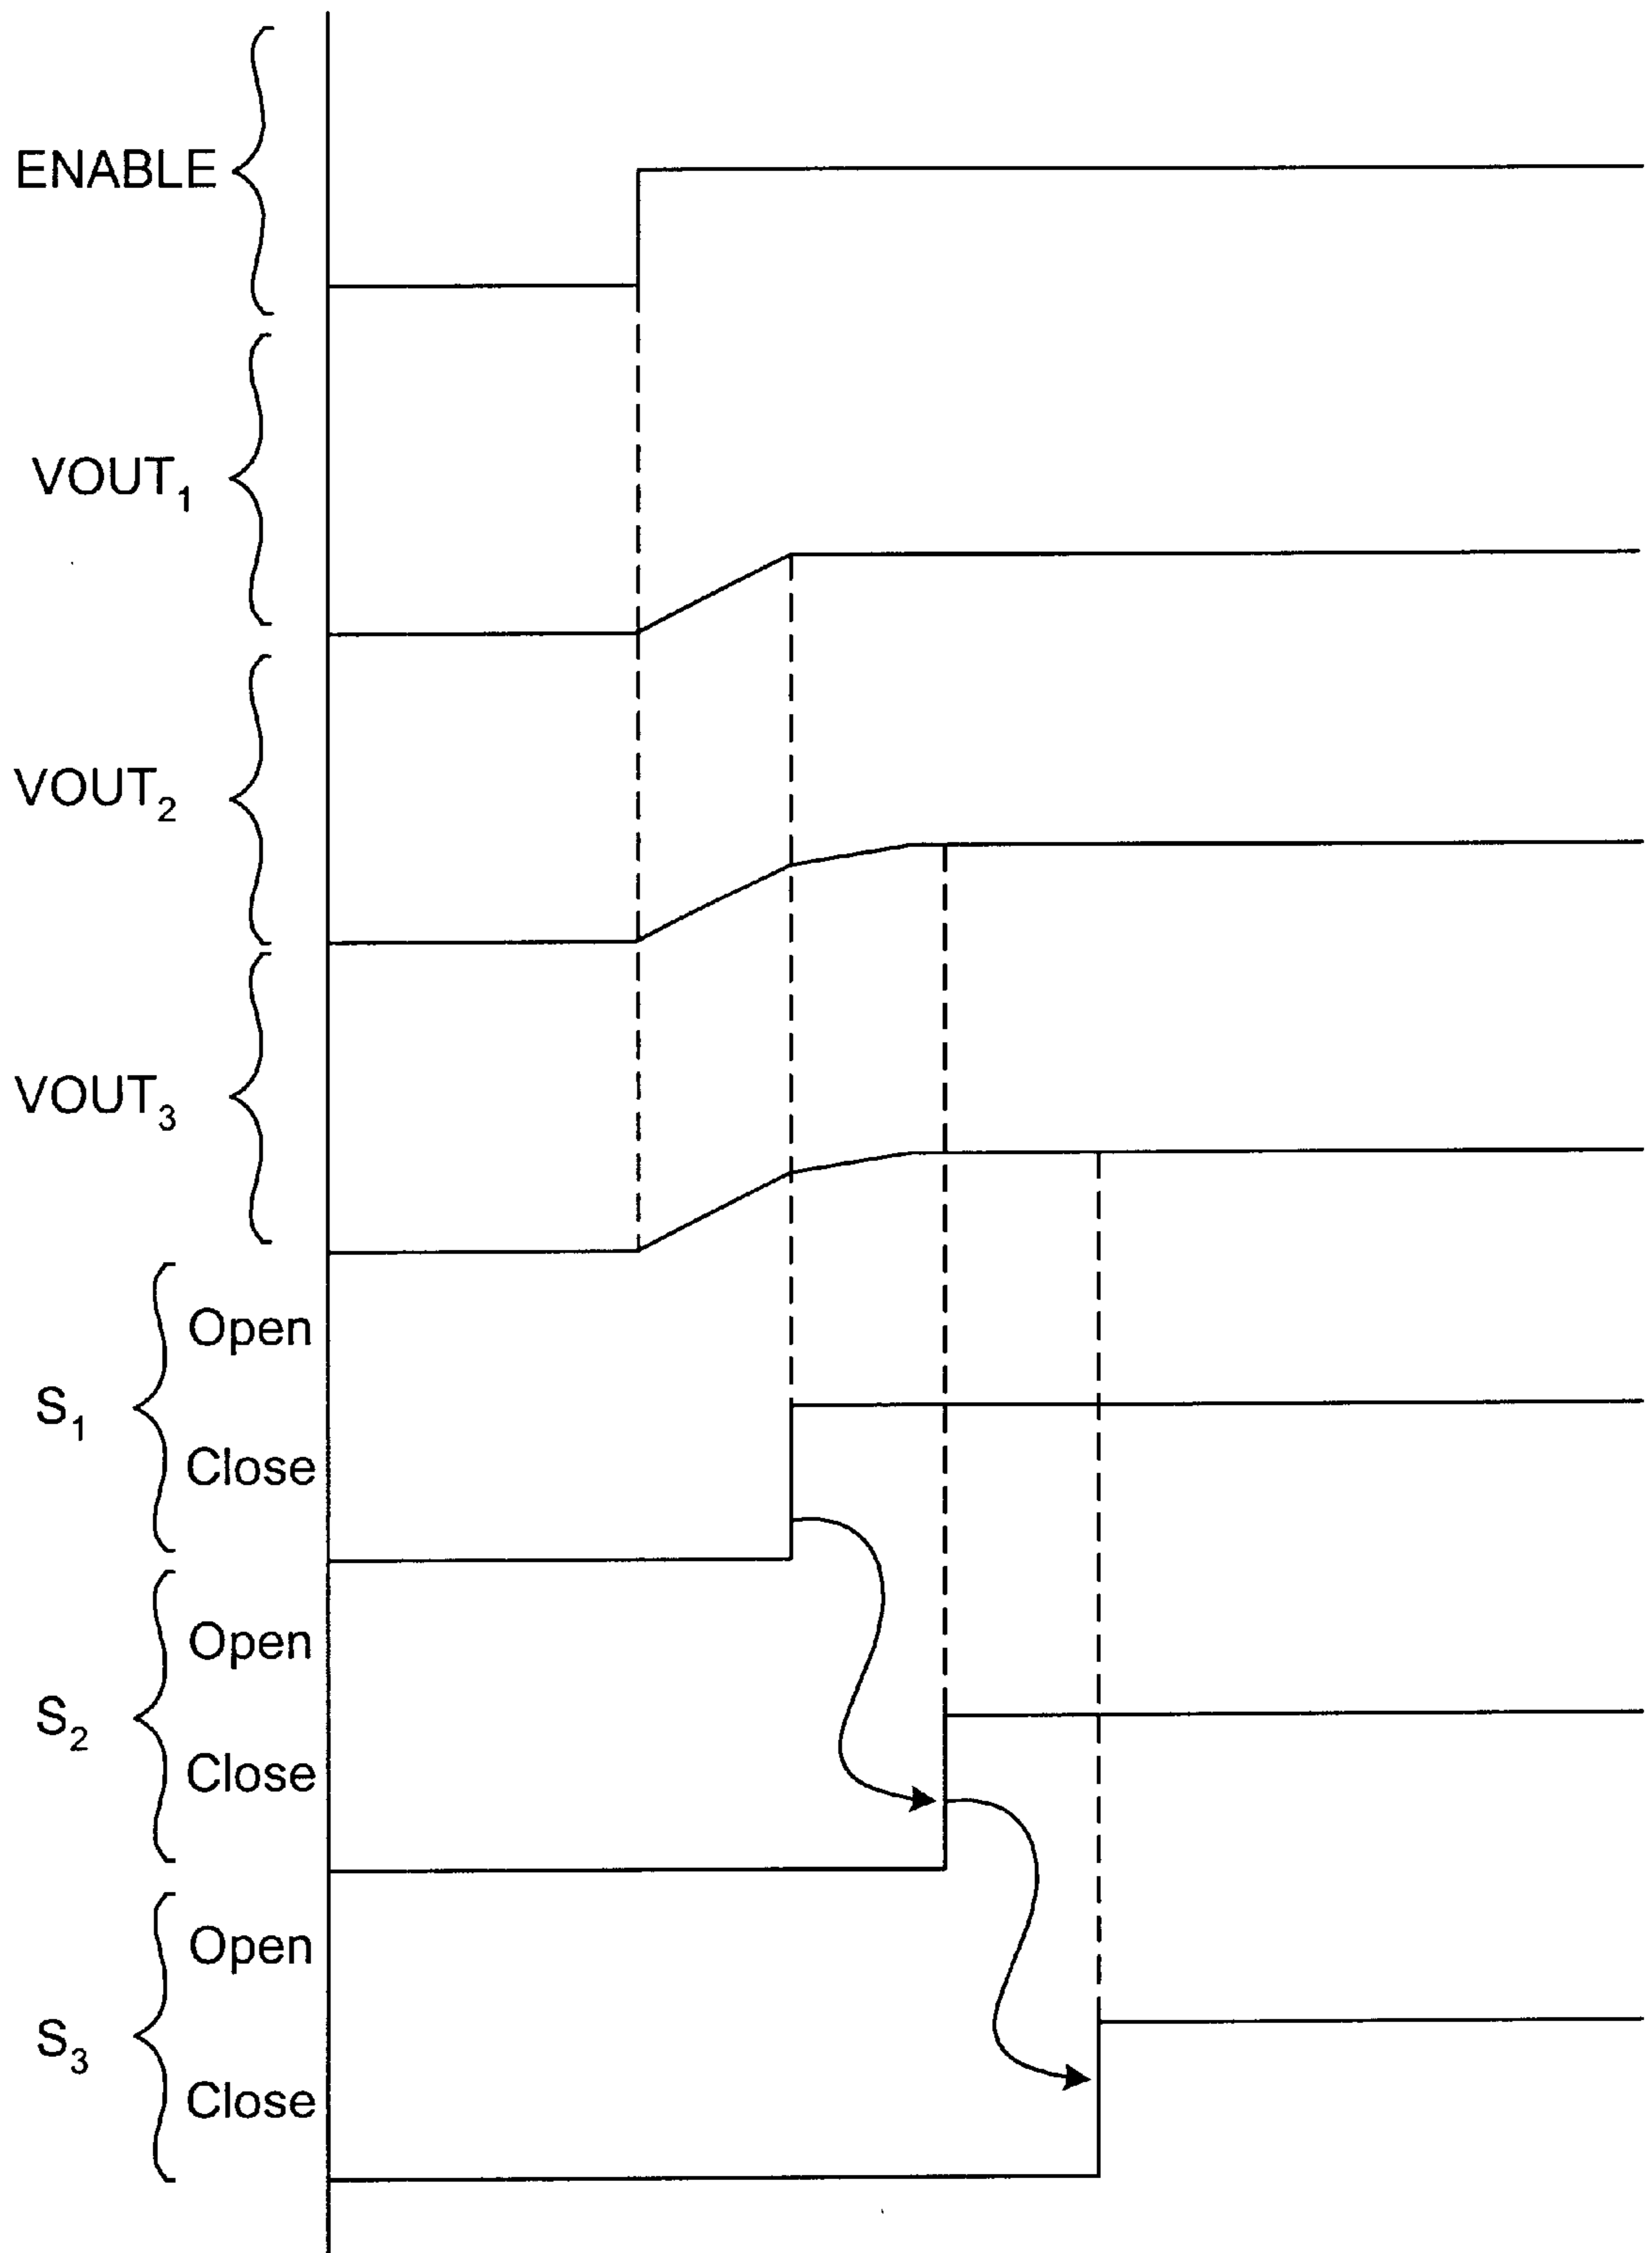 ENABLE
VOUT1
VOUT2
VOUT3
Open
S1
Close
Open
S2
Close
Open
S3
Close